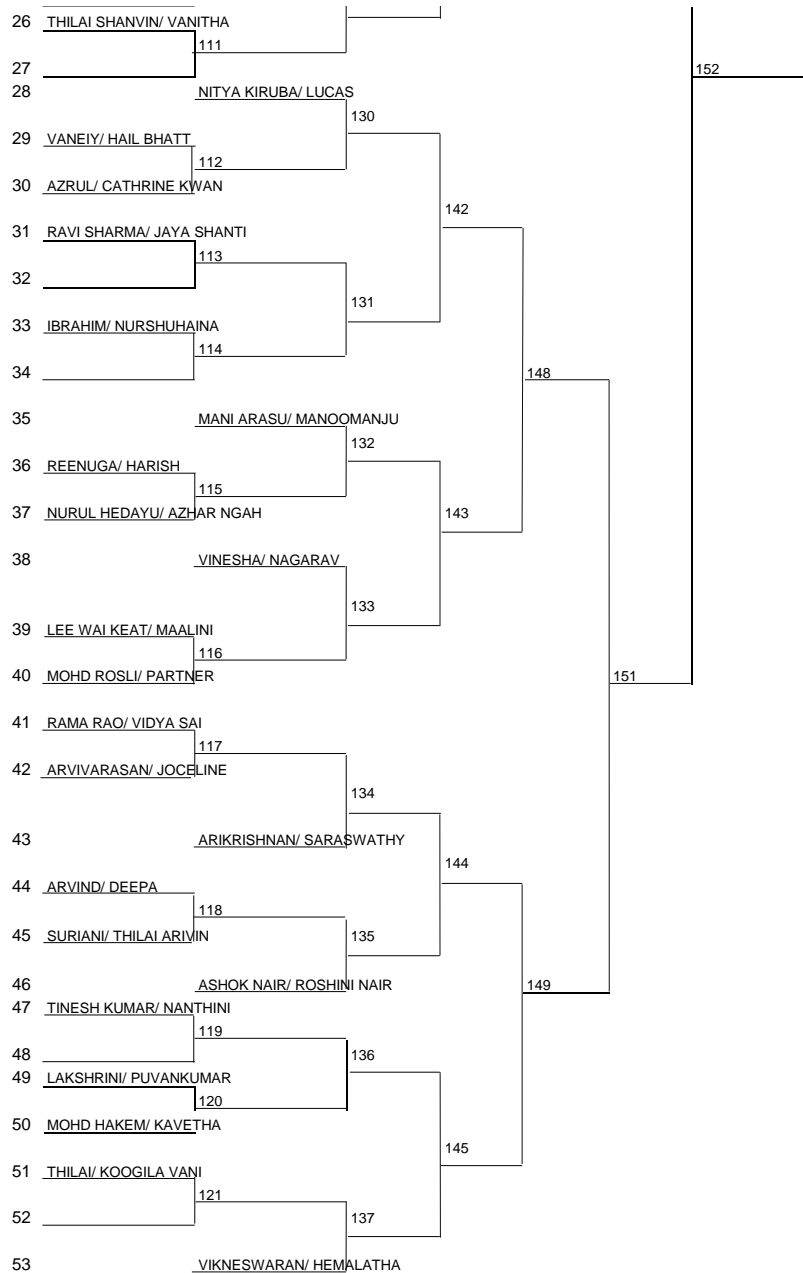 26 THILAI SHANVIN/ VANITHA
111
27
152
28 NITYA KIRUBA/ LUCAS
130
29 VANEIY/ HAIL BHATT
112
30 AZRUL/ CATHRINE KWAN
142
31 RAVI SHARMA/ JAYA SHANTI
113
32
131
33 IBRAHIM/ NURSHUHAINA
114
34
148
35 MANI ARASU/ MANOOMANJU
132
36 REENUGA/ HARISH
115
37 NURUL HEDAYU/ AZHAR NGAH
143
38 VINESHA/ NAGARAV
133
39 LEE WAI KEAT/ MAALINI
116
40 MOHD ROSLI/ PARTNER
151
41 RAMA RAO/ VIDYA SAI
117
42 ARVIVARASAN/ JOCELINE
134
43 ARIKRISHNAN/ SARASWATHY
144
44 ARVIND/ DEEPA
118
45 SURIANI/ THILAI ARIVIN
135
46 ASHOK NAIR/ ROSHINI NAIR
149
47 TINESH KUMAR/ NANTHINI
119
48
136
49 LAKSHRINI/ PUVANKUMAR
120
50 MOHD HAKEM/ KAVETHA
145
51 THILAI/ KOOGILA VANI
121
52
137
53 VIKNESWARAN/ HEMALATHA